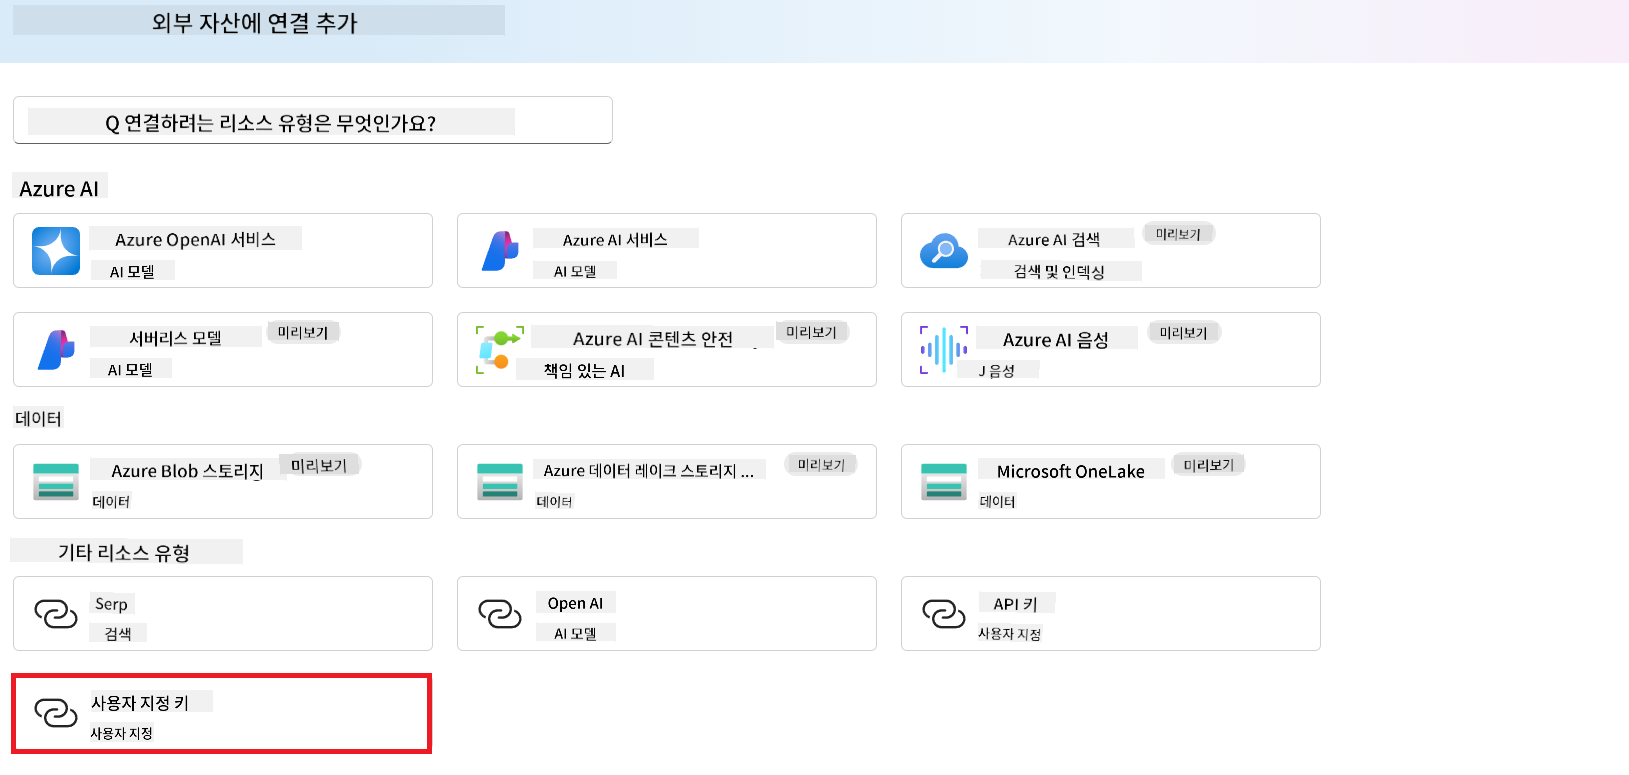 외부 자산에 연결 추가
Q 연결하려는 리소스 유형은 무엇인가요?
Azure AI
Azure OpenAI 서비스
AI 모델
Azure AI 서비스
AI 모델
Azure AI 검색 미리보기
검색 및 인덱싱
서버리스 모델 미리보기
AI 모델
Azure AI 콘텐츠 안전 미리보기
책임 있는 AI
Azure AI 음성 미리보기
J 음성
데이터
Azure Blob 스토리지 미리보기
데이터
Azure 데이터 레이크 스토리지 ... 미리보기
데이터
Microsoft OneLake 미리보기
데이터
기타 리소스 유형
Serp
검색
Open AI
AI 모델
API 키
사용자 지정
사용자 지정 키
사용자 지정